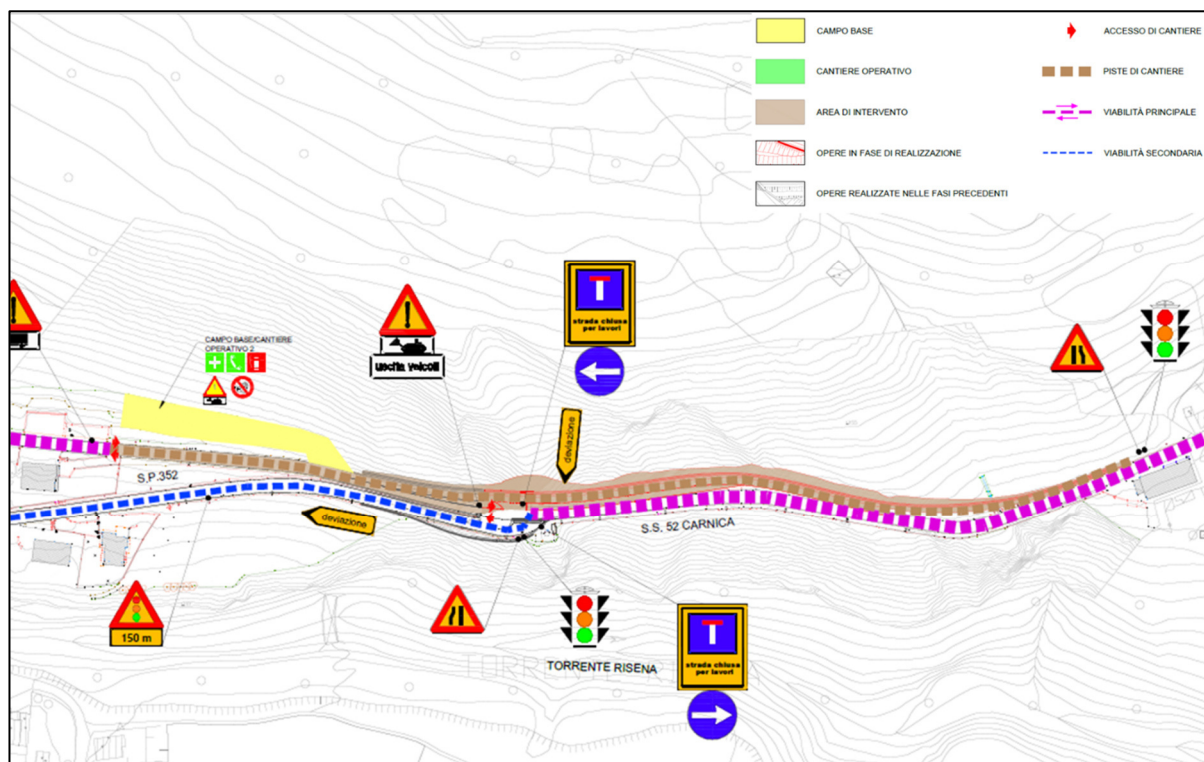 CAMPO BASE
ACCESSO DI CANTIERE
CANTIERE OPERATIVO
PISTE DI CANTIERE
AREA DI INTERVENTO
VIABILITÀ PRINCIPALE
OPERE IN FASE DI REALIZZAZIONE
VIABILITÀ SECONDARIA
OPERE REALIZZATE NELLE FASI PRECEDENTI
strada chiusa
per lavori
uscita veicoli
CAMPO BASE/CANTIERE
OPERATIVO 2
deviazione
S.P.352
deviazione
S.S. 52 CARNICA
150 m
TORRENTE RISENA
strada chiusa
per lavori